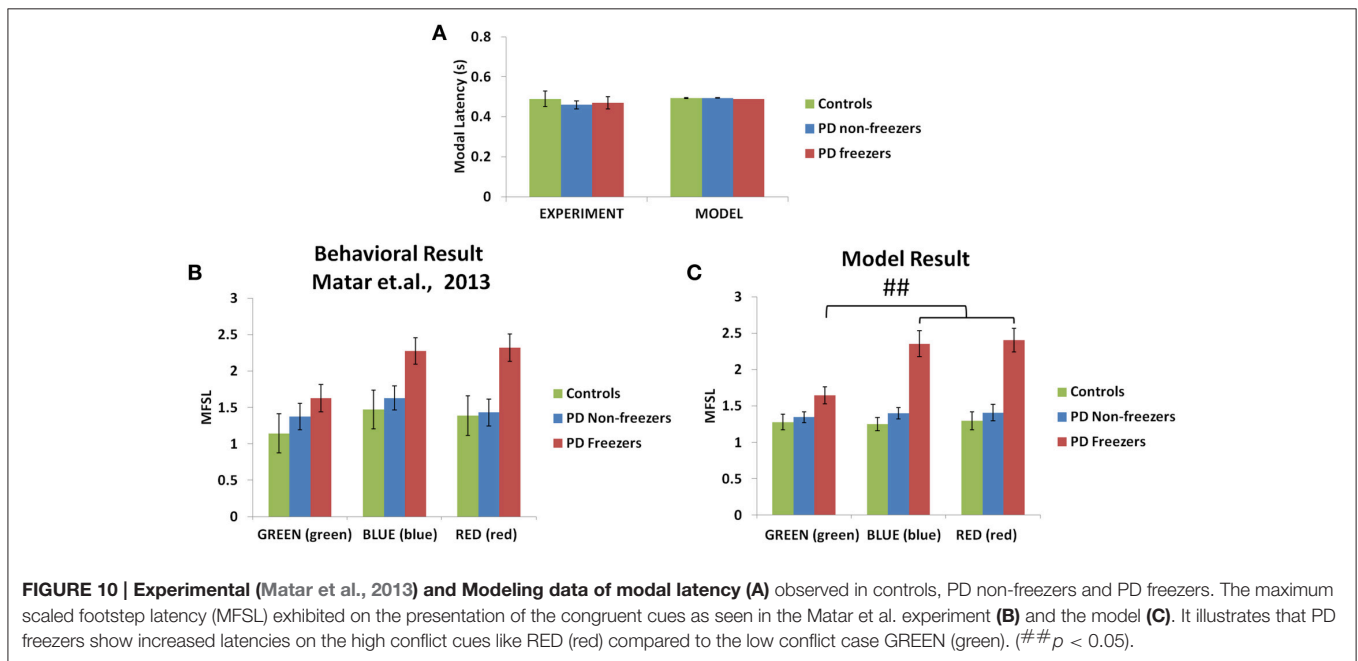 A
0.8
0.6
0.4
0.2
0
Modal Latency (s)
EXPERIMENT
MODEL
Controls
PD non-freezers
PD freezers
B
Behavioral Result
Matar et.al., 2013
3
2.5
2
1.5
1
0.5
0
MFSL
GREEN (green)
BLUE (blue)
RED (red)
Controls
PD Non-freezers
PD Freezers
C
Model Result
##
3
2.5
2
1.5
1
0.5
0
MFSL
GREEN (green)
BLUE (blue)
RED (red)
Controls
PD Non-freezers
PD Freezers
FIGURE 10 | Experimental (Matar et al., 2013) and Modeling data of modal latency (A) observed in controls, PD non-freezers and PD freezers. The maximum
scaled footstep latency (MFSL) exhibited on the presentation of the congruent cues as seen in the Matar et al. experiment (B) and the model (C). It illustrates that PD
freezers show increased latencies on the high conflict cues like RED (red) compared to the low conflict case GREEN (green). (##p < 0.05).